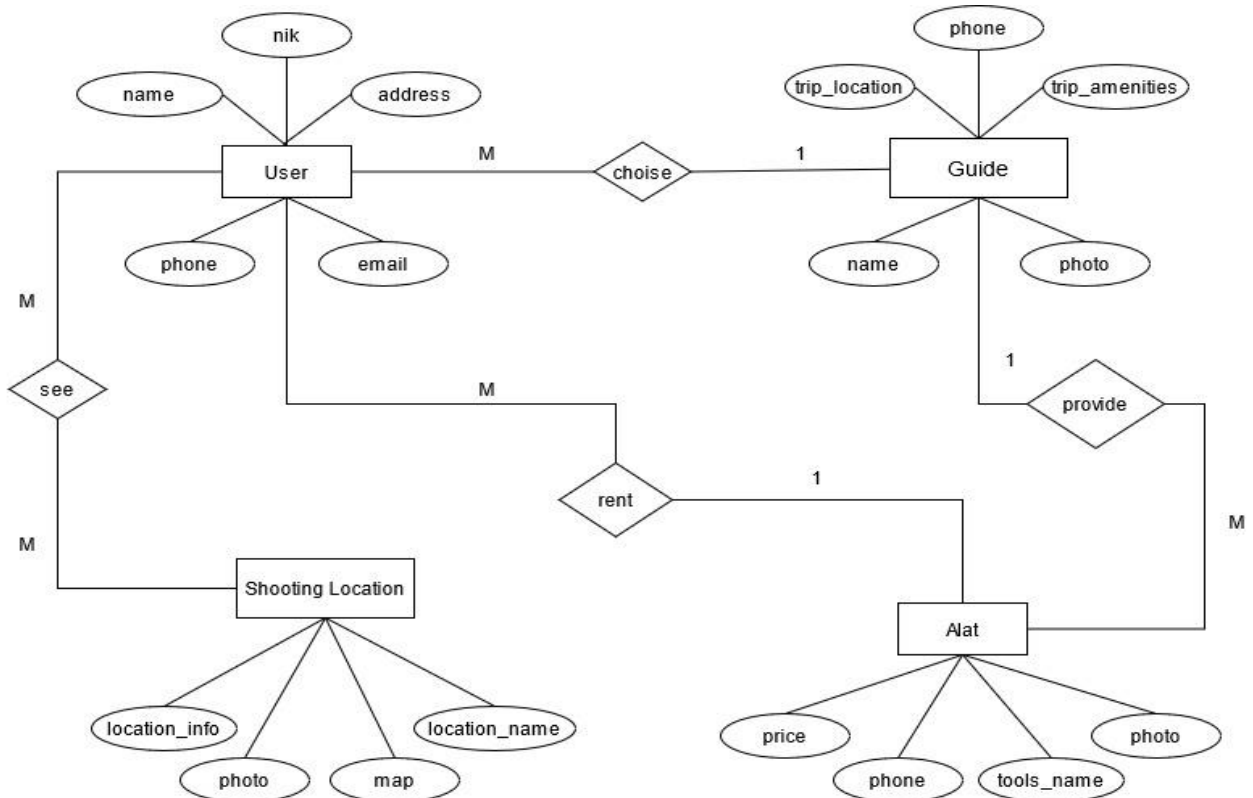 nik
phone
name
address
trip_location
trip_amenities
M
choise
1
User
Guide
phone
email
name
photo
M
see
M
1
provide
rent
1
M
M
Shooting Location
Alat
location_info
location_name
photo
map
price
photo
phone
tools_name